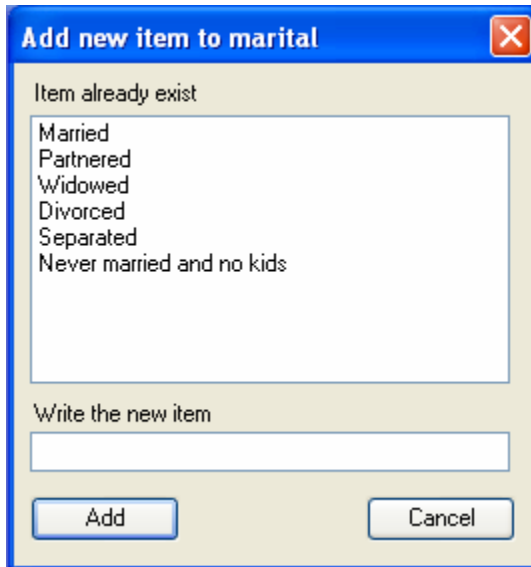 Add new item to marital
Item already exist
Married
Partnered
Widowed
Divorced
Separated
Never married and no kids
Write the new item
Add
Cancel